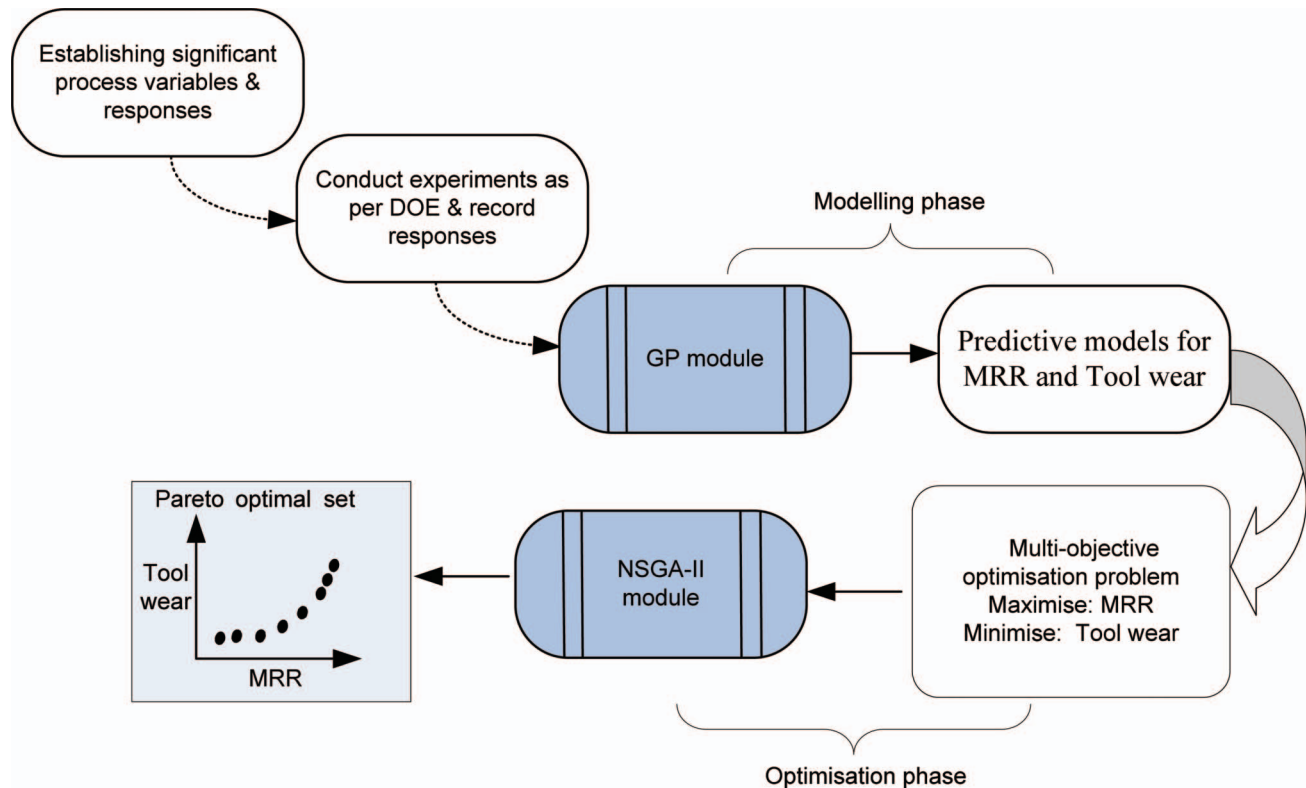 Establishing significant
process variables &
responses
Conduct experiments as
per DOE & record
responses
Modelling phase
GP module
Predictive models for
MRR and Tool wear
Multi-objective
optimisation problem
Maximise: MRR
Minimise: Tool wear
NSGA-II
module
Pareto optimal set
Tool
wear
MRR
Optimisation phase